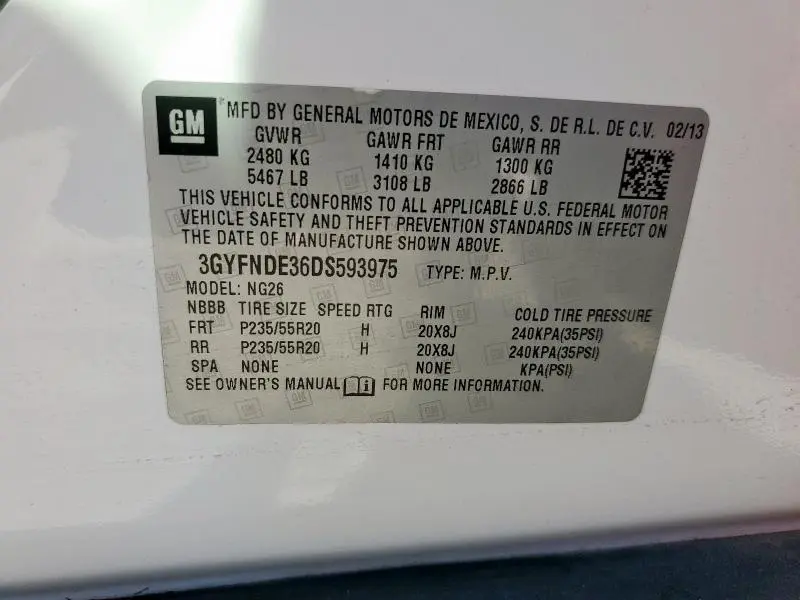 GM MFD BY GENERAL MOTORS DE MEXICO, S. DE R.L. DE C.V. 02/13
GVWR GAWR FRT GAWR RR
2480 KG 1410 KG 1300 KG
5467 LB 3108 LB 2866 LB
THIS VEHICLE CONFORMS TO ALL APPLICABLE U.S. FEDERAL MOTOR
VEHICLE SAFETY AND THEFT PREVENTION STANDARDS IN EFFECT ON
THE DATE OF MANUFACTURE SHOWN ABOVE.
3GYFNDE36DS593975 TYPE: M.P.V.
MODEL: NG26
NBBB TIRE SIZE SPEED RTG RIM COLD TIRE PRESSURE
FRT P235/55R20 H 20X8J 240KPA(35PSI)
RR P235/55R20 H 20X8J 240KPA(35PSI)
SPA NONE NONE KPA(PSI)
SEE OWNER'S MANUAL FOR MORE INFORMATION.